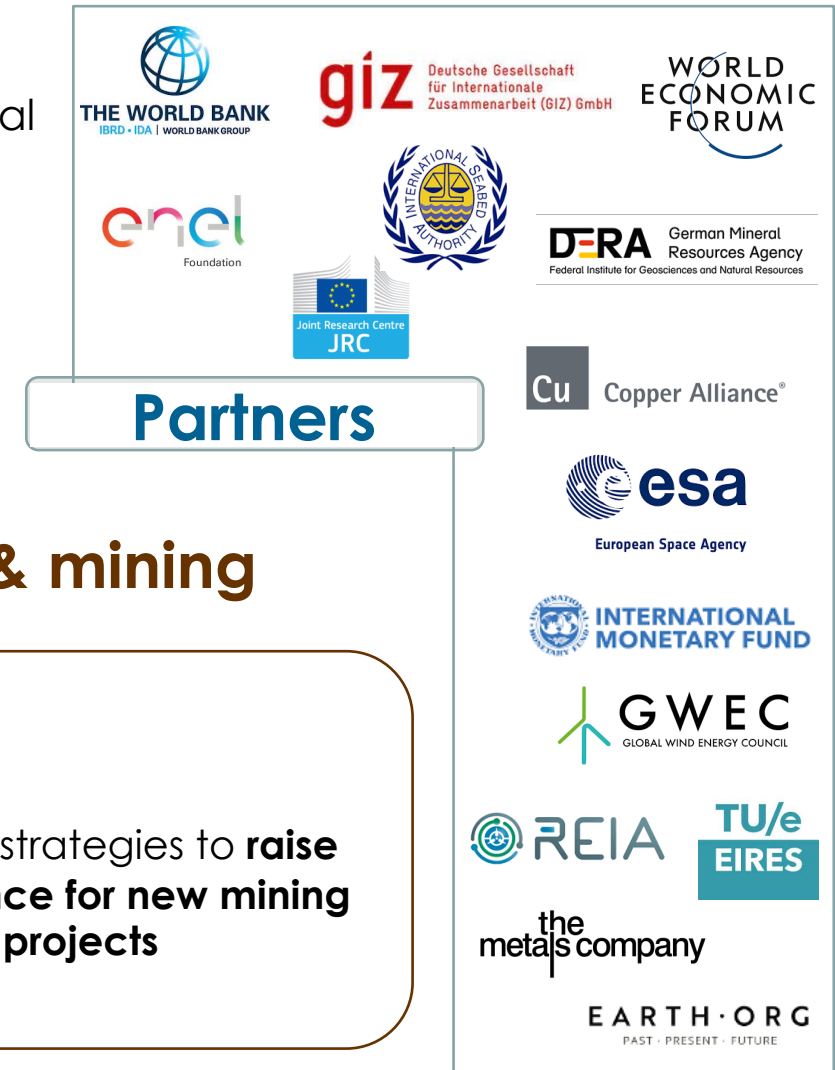 al
THE WORLD BANK
IBRD • IDA | WORLD BANK GROUP
giz
Deutsche Gesellschaft
für Internationale
Zusammenarbeit (GIZ) GmbH
WORLD
ECONOMIC
FORUM
enel
Foundation
INTERNATIONAL SEABED
AUTHORITY
DERA
German Mineral
Resources Agency
Federal Institute for Geosciences and Natural Resources
Joint Research Centre
JRC
Cu
Copper Alliance®
Partners
esa
European Space Agency
& mining
INTERNATIONAL MONETARY FUND
INTERNATIONAL
MONETARY FUND
GWEC
GLOBAL WIND ENERGY COUNCIL
strategies to raise
nce for new mining
projects
REIA
TU/e
EIRES
the
metals company
EARTH·ORG
PAST · PRESENT · FUTURE